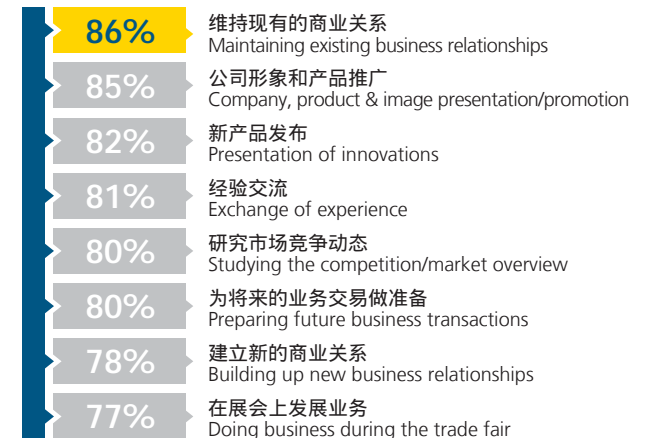 86%
维持现有的商业关系
Maintaining existing business relationships
85%
公司形象和产品推广
Company, product & image presentation/promotion
82%
新产品发布
Presentation of innovations
81%
经验交流
Exchange of experience
80%
研究市场竞争动态
Studying the competition/market overview
80%
为将来的业务交易做准备
Preparing future business transactions
78%
建立新的商业关系
Building up new business relationships
77%
在展会上发展业务
Doing business during the trade fair